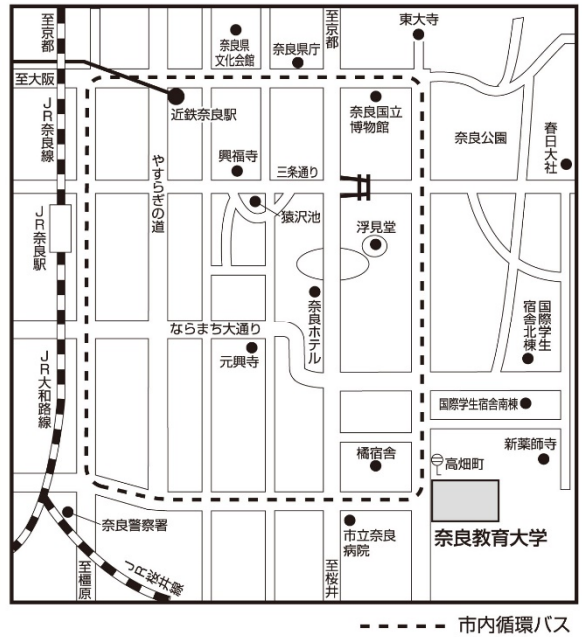 至京都
至京都
東大寺
奈良県
文化会館
奈良県庁
至大阪
近鉄奈良駅
奈良国立
博物館
奈良公園
春日大社
JR奈良線
やすらぎの道
興福寺
三条通り
猿沢池
浮見堂
JR奈良駅
奈良ホテル
ならまち大通り
元興寺
国際学生
宿舎北棟
JR大和路線
国際学生宿舎南棟
橘宿舎
高畑町
新薬師寺
奈良警察署
市立奈良
病院
奈良教育大学
至橿原
JR桜井線
至桜井
市内循環バス